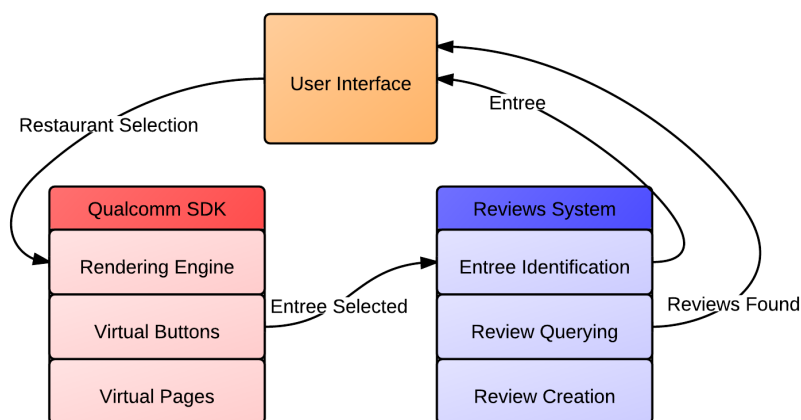 User Interface
Entree
Restaurant Selection
Qualcomm SDK
Reviews System
Rendering Engine
Entree Identification
Entree Selected
Reviews Found
Virtual Buttons
Review Querying
Virtual Pages
Review Creation